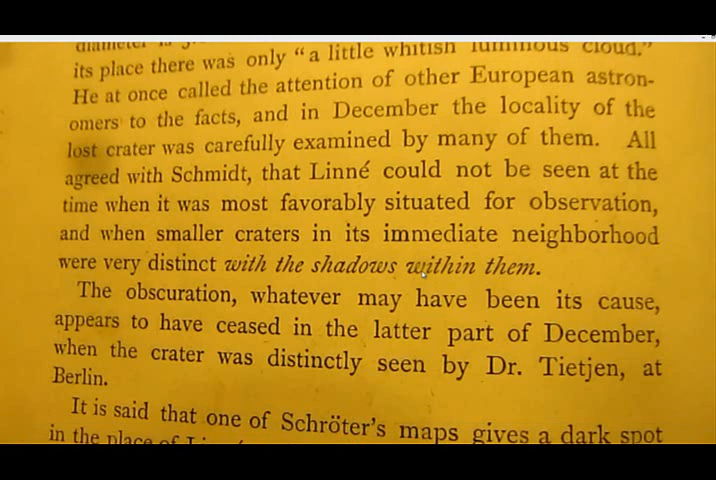 diameter is
its place there was only "a little whitish luminous cloud."
He at once called the attention of other European astron-
omers to the facts, and in December the locality of the
lost crater was carefully examined by many of them. All
agreed with Schmidt, that Linné could not be seen at the
time when it was most favorably situated for observation,
and when smaller craters in its immediate neighborhood
were very distinct with the shadows within them.
The obscuration, whatever may have been its cause,
appears to have ceased in the latter part of December,
when the crater was distinctly seen by Dr. Tietjen, at
Berlin.
It is said that one of Schröter's maps gives a dark spot
in the place of